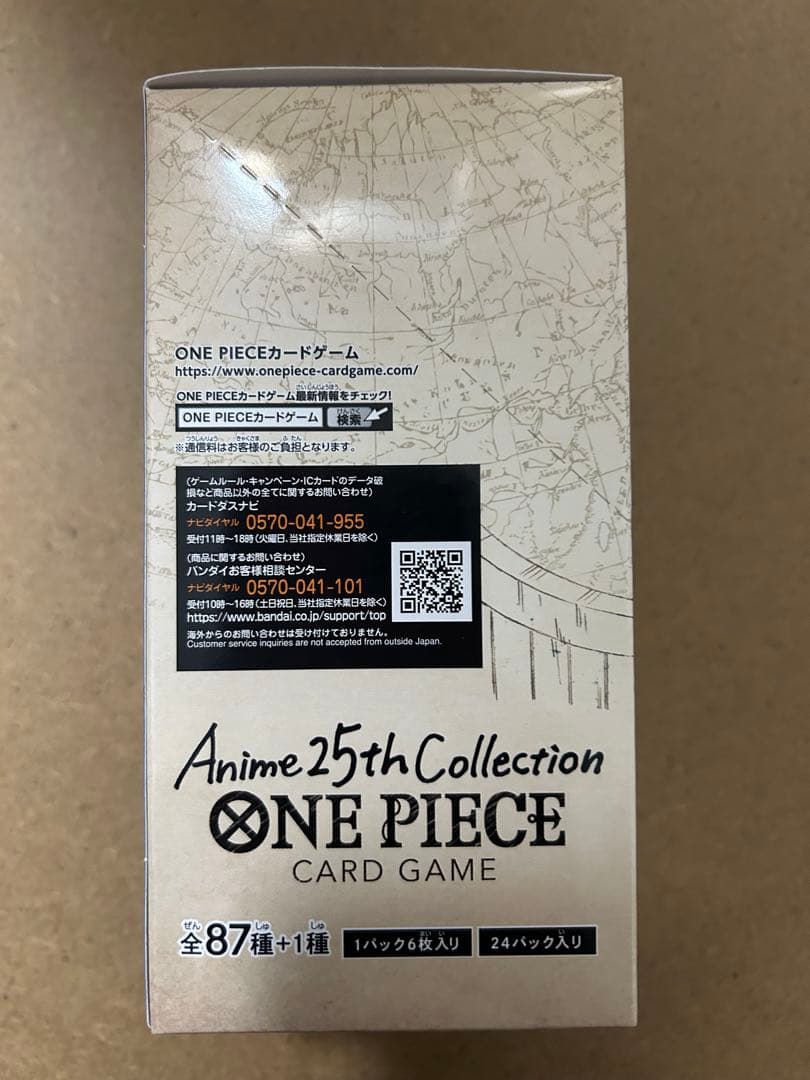 ONE PIECEカードゲーム
https://www.onepiece-cardgame.com/
ONE PIECEカードゲーム最新情報をチェック!
ONE PIECEカードゲーム 検索
※通信料はお客様のご負担となります。
(ゲームルール・キャンペーン・ICカードのデータ破
損など商品以外の全てに関するお問い合わせ)
カードダスナビ
ナビダイヤル 0570-041-955
受付11時~18時(火曜日、当社指定休業日を除く)
(商品に関するお問い合わせ)
バンダイお客様相談センター
ナビダイヤル 0570-041-101
受付10時~16時(土日祝日、当社指定休業日を除く)
https://www.bandai.co.jp/support/top
海外からのお問い合わせは受け付けておりません。
Customer service inquiries are not accepted from outside Japan.
Anime 25th Collection
ONE PIECE
CARD GAME
全87種+1種 1パック6枚入り 24パック入り